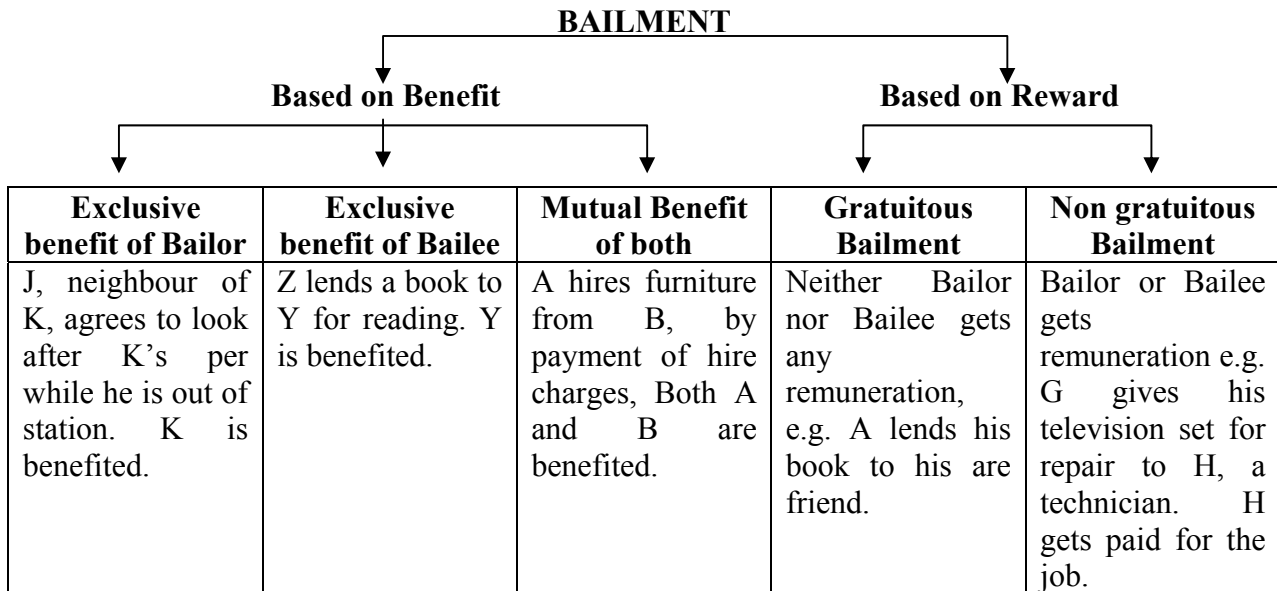 BAILMENT
Based on Benefit
Based on Reward
Exclusive
benefit of Bailor
Exclusive
benefit of Bailee
Mutual Benefit
of both
Gratuitous
Bailment
Non gratuitous
Bailment
J, neighbour of
K, agrees to look
after K’s per
while he is out of
station. K is
benefited.
Z lends a book to
Y for reading. Y
is benefited.
A hires furniture
from B, by
payment of hire
charges, Both A
and B are
benefited.
Neither Bailor
nor Bailee gets
any
remuneration,
e.g. A lends his
book to his are
friend.
Bailor or Bailee
gets
remuneration e.g.
G gives his
television set for
repair to H, a
technician. H
gets paid for the
job.